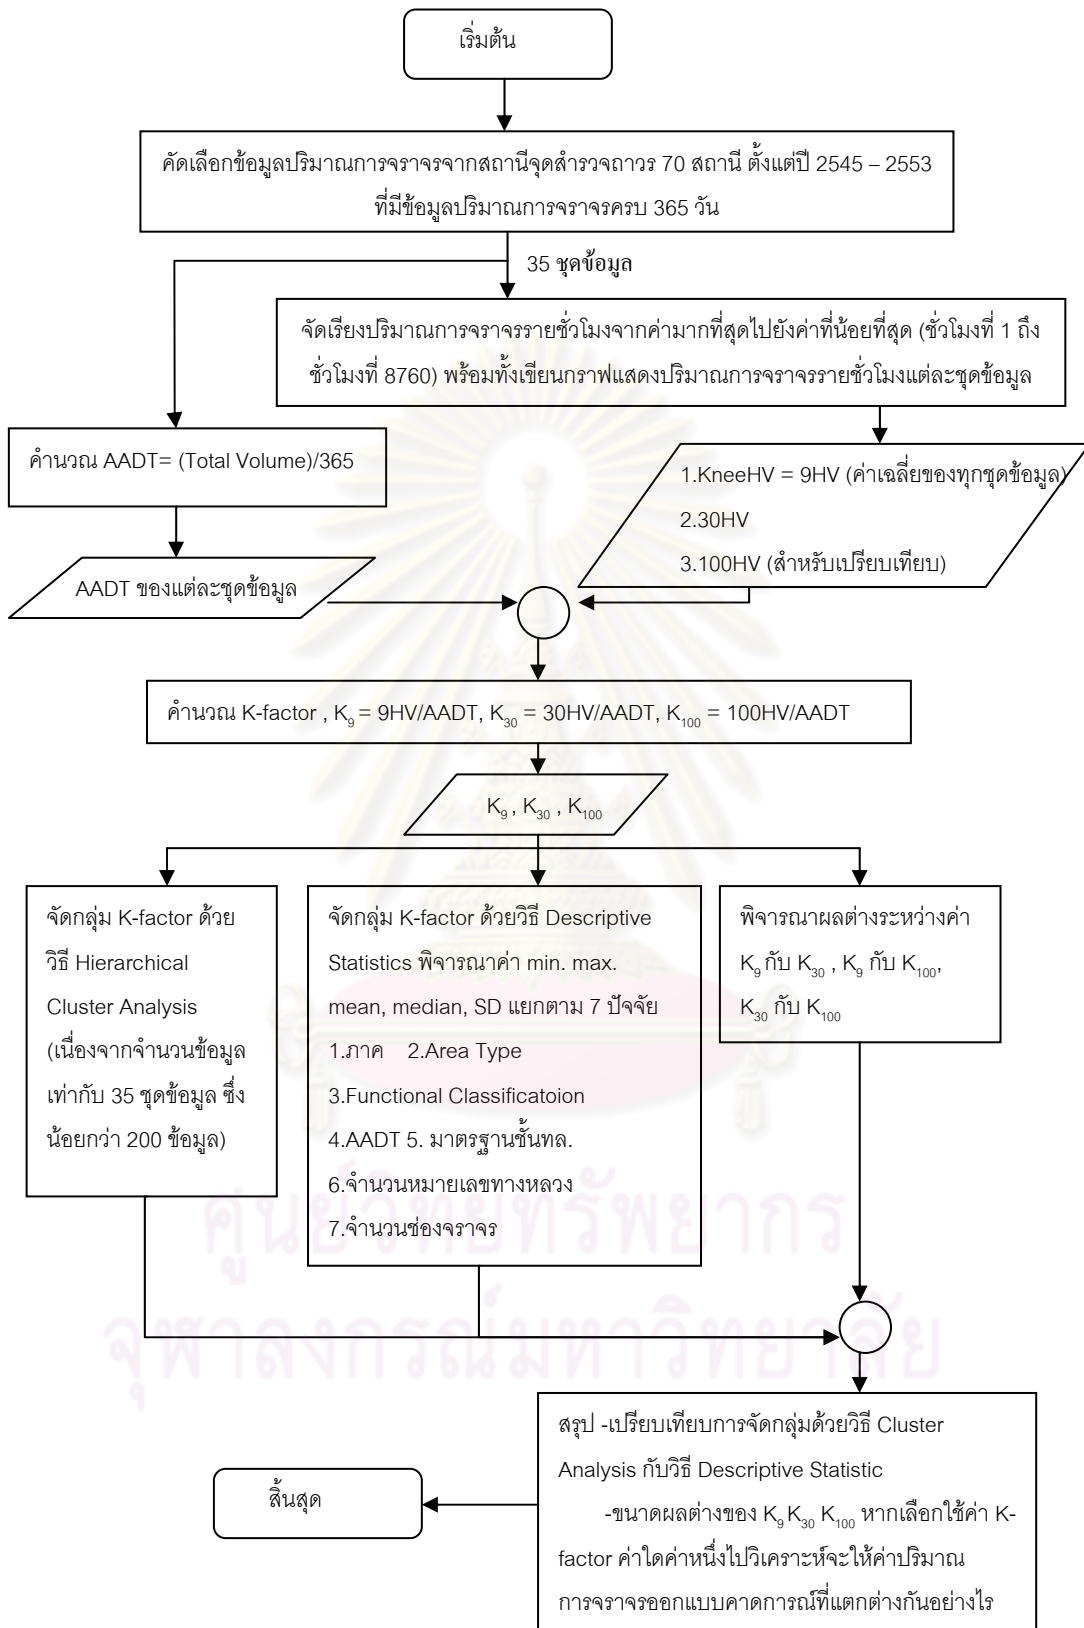 เริ่มต้น
คัดเลือกข้อมูลปริมาณการจราจรจากสถานีจุดสำรวจถาวร 70 สถานี ตั้งแต่ปี 2545 – 2553
ที่มีข้อมูลปริมาณการจราจรครบ 365 วัน
35 ชุดข้อมูล
จัดเรียงปริมาณการจราจรรายชั่วโมงจากค่ามากที่สุดไปยังค่าที่น้อยที่สุด (ชั่วโมงที่ 1 ถึง
ชั่วโมงที่ 8760) พร้อมทั้งเขียนกราฟแสดงปริมาณการจราจรรายชั่วโมงแต่ละชุดข้อมูล
คำนวณ AADT= (Total Volume)/365
1.KneeHV = 9HV (ค่าเฉลี่ยของทุกชุดข้อมูล)
2.30HV
3.100HV (สำหรับเปรียบเทียบ)
AADT ของแต่ละชุดข้อมูล
คำนวณ K-factor , K₉ = 9HV/AADT, K₃₀ = 30HV/AADT, K₁₀₀ = 100HV/AADT
K₉ , K₃₀ , K₁₀₀
จัดกลุ่ม K-factor ด้วย
วิธี Hierarchical
Cluster Analysis
(เนื่องจากจำนวนข้อมูล
เท่ากับ 35 ชุดข้อมูล ซึ่ง
น้อยกว่า 200 ข้อมูล)
จัดกลุ่ม K-factor ด้วยวิธี Descriptive
Statistics พิจารณาค่า min. max.
mean, median, SD แยกตาม 7 ปัจจัย
1.ภาค 2.Area Type
3.Functional Classificatoion
4.AADT 5. มาตรฐานชั้นทล.
6.จำนวนหมายเลขทางหลวง
7.จำนวนช่องจราจร
พิจารณาผลต่างระหว่างค่า
K₉ กับ K₃₀ , K₉ กับ K₁₀₀,
K₃₀ กับ K₁₀₀
ศูนย์วิทยทรัพยากร
จุฬาลงกรณ์มหาวิทยาลัย
สรุป -เปรียบเทียบการจัดกลุ่มด้วยวิธี Cluster
Analysis กับวิธี Descriptive Statistic
-ขนาดผลต่างของ K₉ K₃₀ K₁₀₀ หากเลือกใช้ค่า K-
factor ค่าใดค่าหนึ่งไปวิเคราะห์จะให้ค่าปริมาณ
การจราจรออกแบบคาดการณ์ที่แตกต่างกันอย่างไร
สิ้นสุด